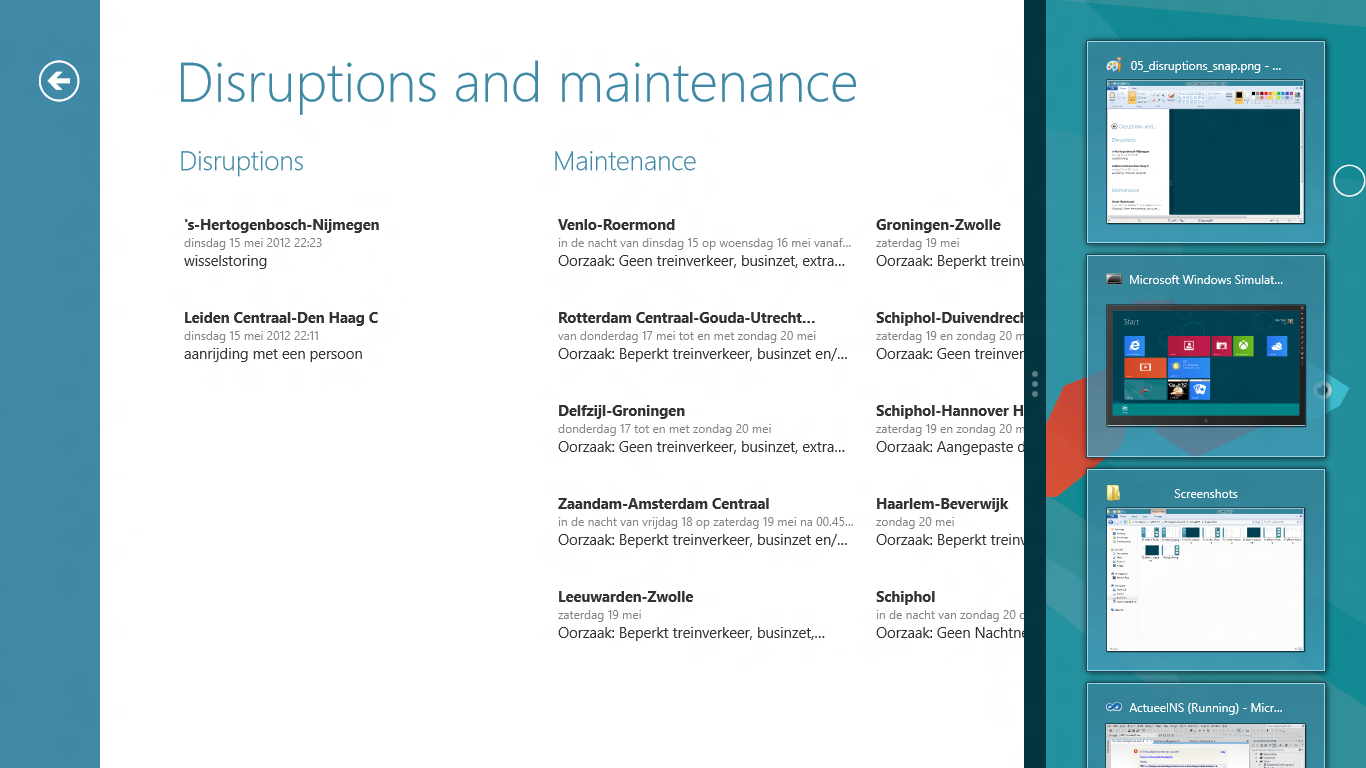 Disruptions and maintenance
Disruptions
's-Hertogenbosch-Nijmegen
dinsdag 15 mei 2012 22:23
wisselstoring
Leiden Centraal-Den Haag C
dinsdag 15 mei 2012 22:11
aanrijding met een persoon
Maintenance
Venlo-Roermond
in de nacht van dinsdag 15 op woensdag 16 mei vanaf...
Oorzaak: Geen treinverkeer, businzet, extra...
Rotterdam Centraal-Gouda-Utrecht...
van donderdag 17 mei tot en met zondag 20 mei
Oorzaak: Beperkt treinverkeer, businzet en/...
Delfzijl-Groningen
donderdag 17 tot en met zondag 20 mei
Oorzaak: Geen treinverkeer, businzet, extra...
Zaandam-Amsterdam Centraal
in de nacht van vrijdag 18 op zaterdag 19 mei na 00.45...
Oorzaak: Beperkt treinverkeer, businzet en/...
Leeuwarden-Zwolle
zaterdag 19 mei
Oorzaak: Beperkt treinverkeer, businzet,...
Groningen-Zwolle
zaterdag 19 mei
Oorzaak: Beperkt treinv
Schiphol-Duivendrech
zaterdag 19 en zondag 20 m
Oorzaak: Geen treinver
Schiphol-Hannover H
zaterdag 19 en zondag 20 m
Oorzaak: Aangepaste d
Haarlem-Beverwijk
zondag 20 mei
Oorzaak: Beperkt treinv
Schiphol
in de nacht van zondag 20 o
Oorzaak: Geen Nachtne
05_disruptions_snap.png - ...
Disruptions and...
Disruptions
Maintenance
Microsoft Windows Simulat...
Start
Screenshots
ActueelNS (Running) - Micr...